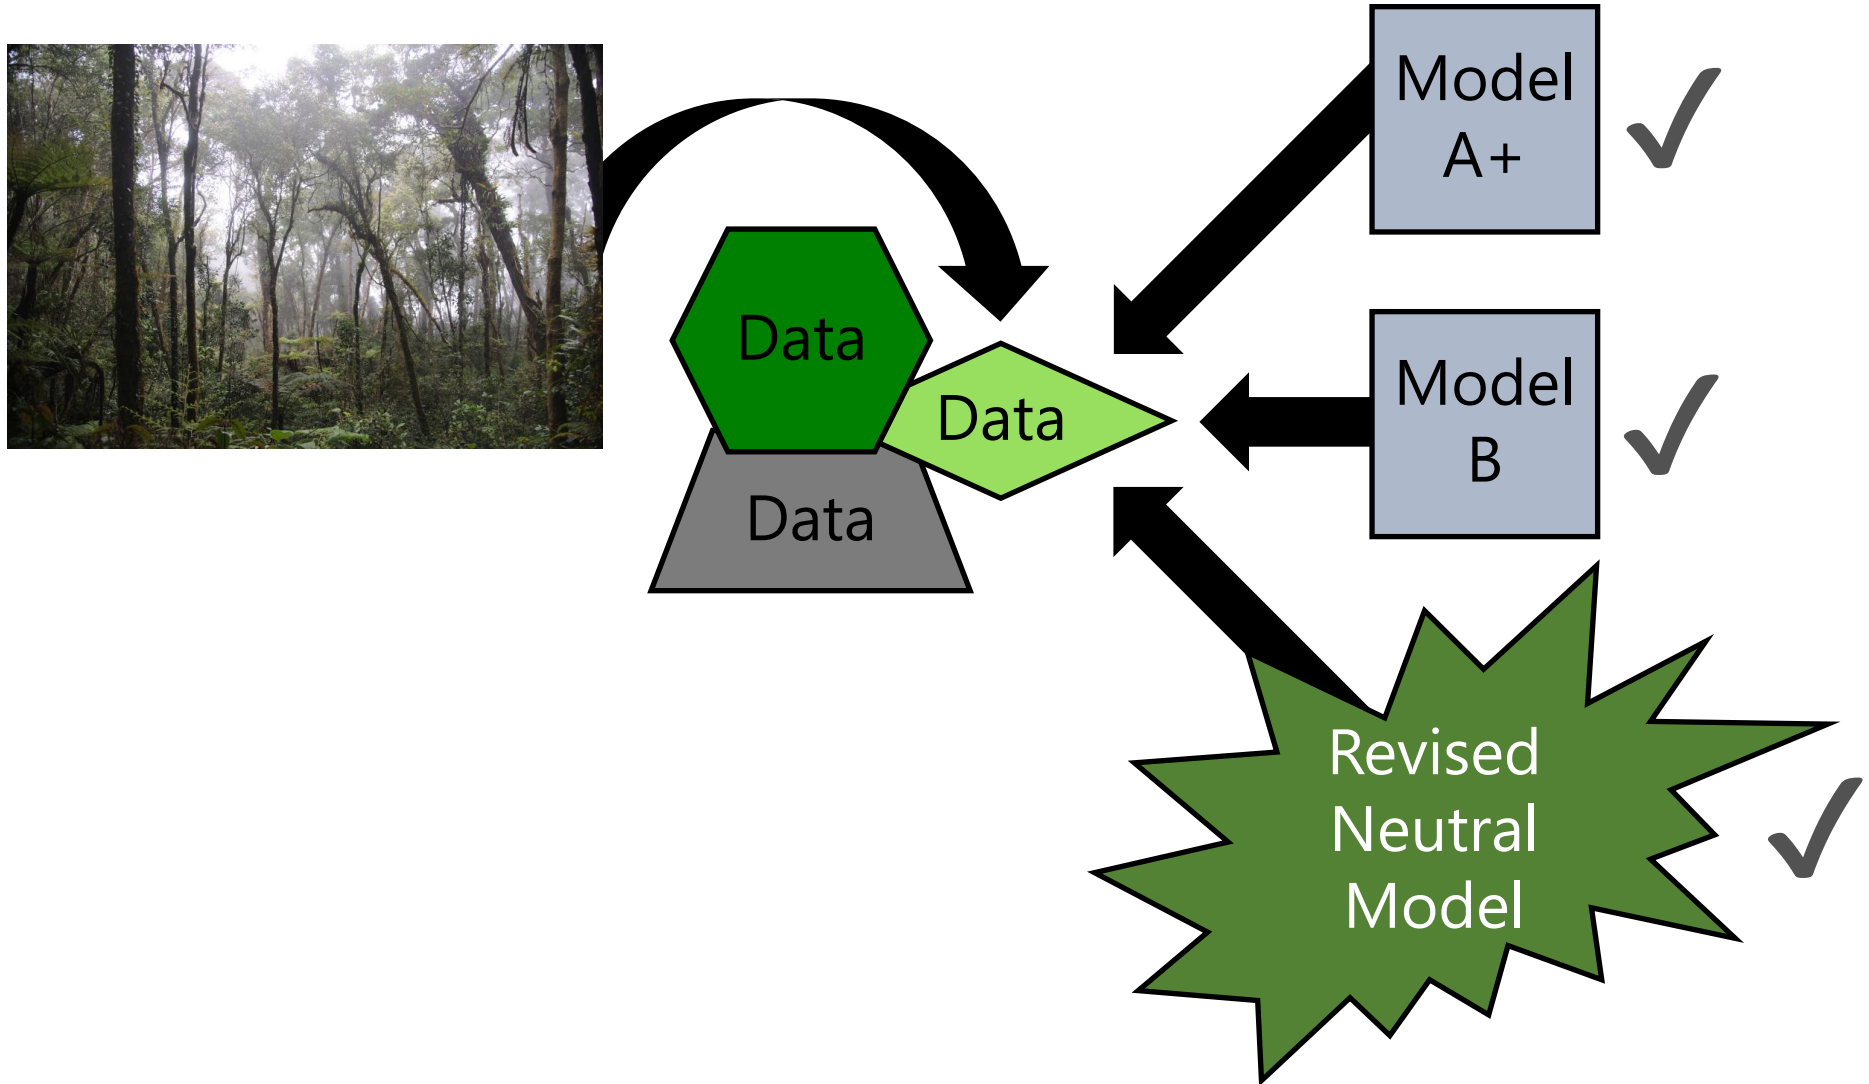 Model
A+
Data
Model
B
Data
Data
Revised
Neutral
Model